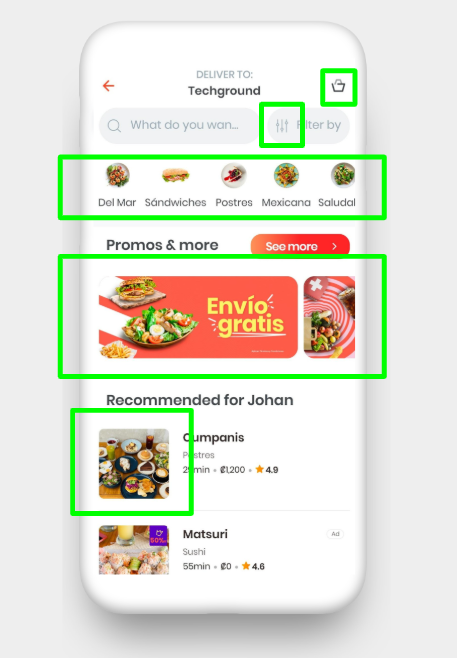 DELIVER TO:
Techground
What do you wan...
Filter by
Del Mar Sándwiches Postres Mexicana Saludal
Promos & more
See more
Envío
gratis
Recommended for Johan
Cumpanis
Postres
25min • ₡1,200 • 4.9
Matsuri
Ad
50%
Sushi
55min • ₡0 • 4.6